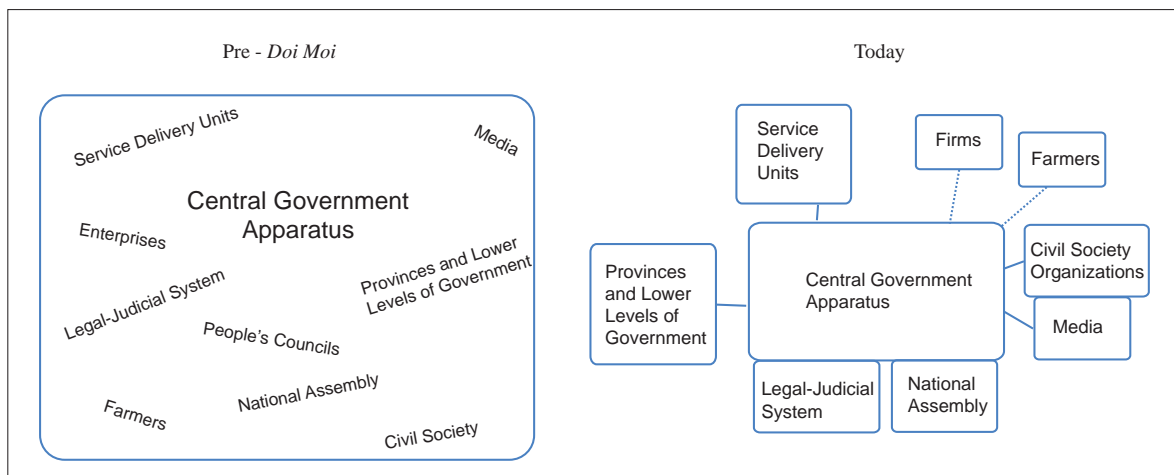 Pre - Doi Moi
Service Delivery Units
Media
Central Government
Apparatus
Enterprises
Provinces and Lower
Levels of Government
Legal-Judicial System
People's Councils
National Assembly
Farmers
Civil Society
Today
Service
Delivery
Units
Firms
Farmers
Provinces
and Lower
Levels of
Government
Central Government
Apparatus
Civil Society
Organizations
Media
Legal-Judicial
System
National
Assembly